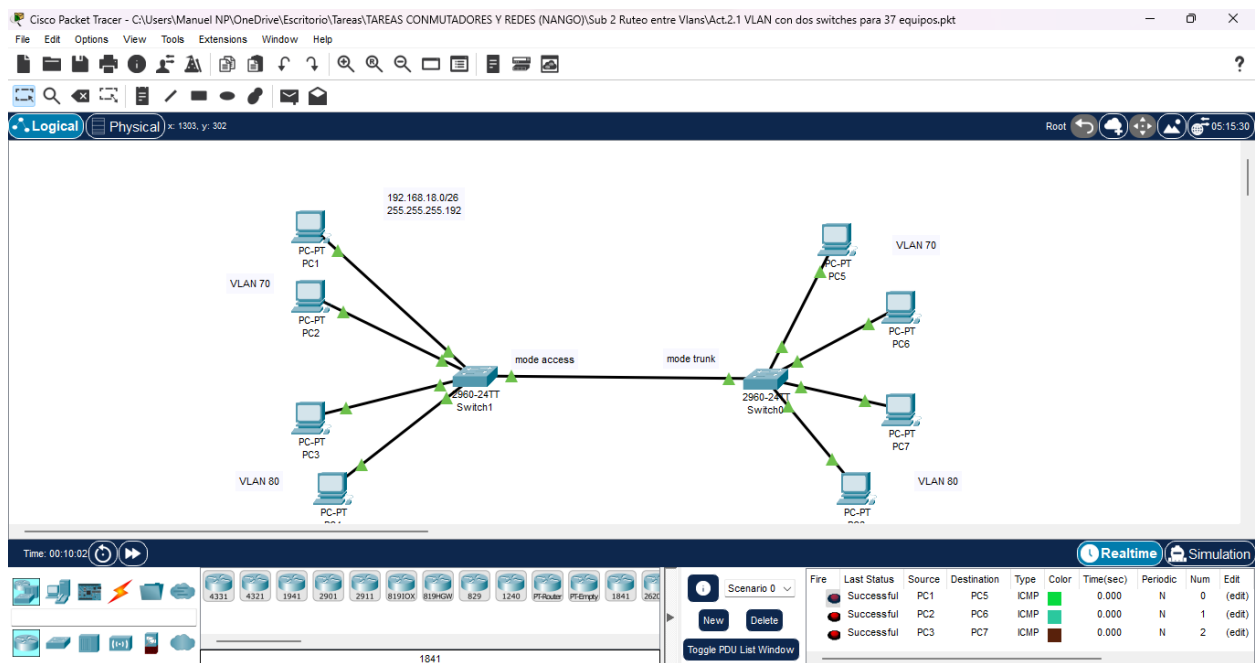 Cisco Packet Tracer - C:\Users\Manuel NP\OneDrive\Escritorio\Tareas\TAREAS CONMUTADORES Y REDES (NANGO)\Sub 2 Ruteo entre Vlans\Act.2.1 VLAN con dos switches para 37 equipos.pkt
File Edit Options View Tools Extensions Window Help
Logical Physical x: 1303, y: 302 Root 05:15:30
192.168.18.0/26
255.255.255.192
PC-PT
PC1
VLAN 70
PC-PT
PC2
PC-PT
PC3
VLAN 80
PC-PT
mode access
mode trunk
2960-24TT
Switch1
2960-24TT
Switch0
PC-PT
PC5
VLAN 70
PC-PT
PC6
PC-PT
PC7
VLAN 80
PC-PT
Time: 00:10:02 Realtime Simulation
4331 4321 1941 2901 2911 819IOX 819HGW 829 1240 PT-Router PT-Empty 1841 2620
1841
Scenario 0
New Delete
Toggle PDU List Window
Fire Last Status Source Destination Type Color Time(sec) Periodic Num Edit
Successful PC1 PC5 ICMP 0.000 N 0 (edit)
Successful PC2 PC6 ICMP 0.000 N 1 (edit)
Successful PC3 PC7 ICMP 0.000 N 2 (edit)